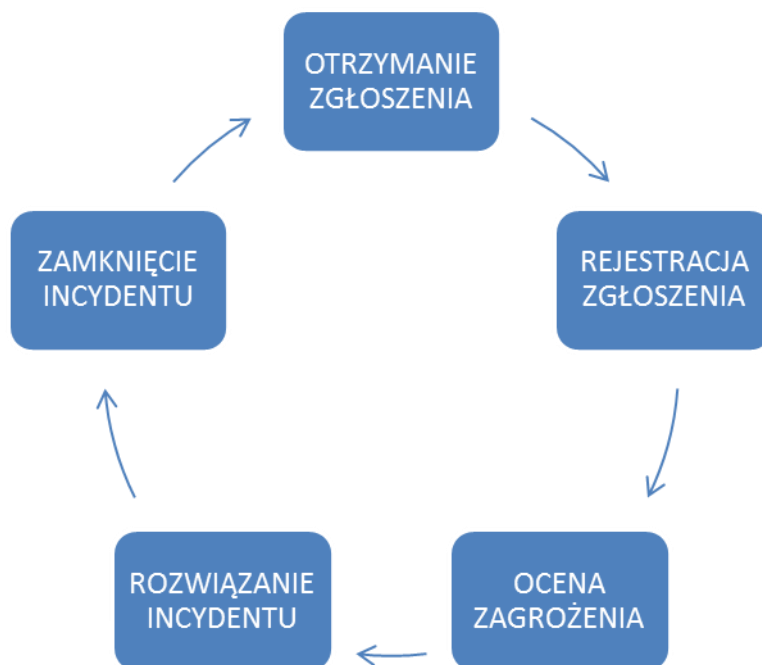 OTRZYMANIE
ZGŁOSZENIA
REJESTRACJA
ZGŁOSZENIA
OCENA
ZAGROŻENIA
ROZWIĄZANIE
INCYDENTU
ZAMKNIĘCIE
INCYDENTU